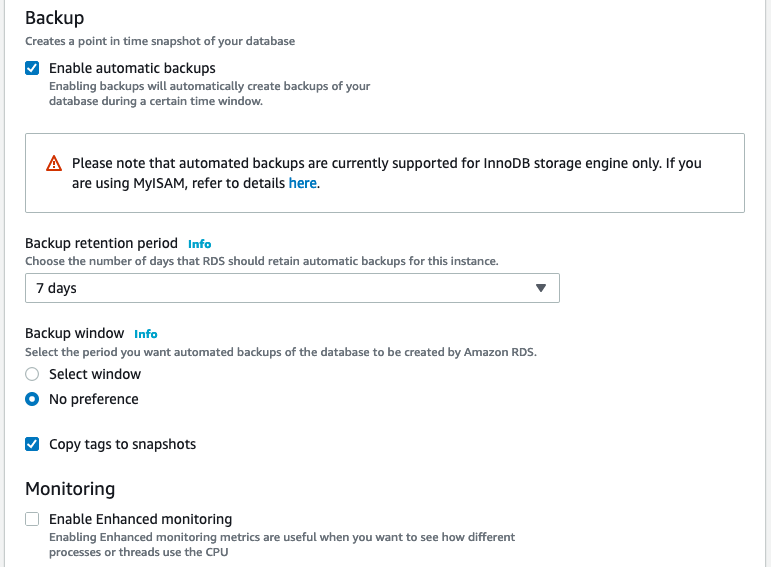 Backup
Creates a point in time snapshot of your database
Enable automatic backups
Enabling backups will automatically create backups of your
database during a certain time window.
Please note that automated backups are currently supported for InnoDB storage engine only. If you
are using MyISAM, refer to details here.
Backup retention period Info
Choose the number of days that RDS should retain automatic backups for this instance.
7 days
Backup window Info
Select the period you want automated backups of the database to be created by Amazon RDS.
Select window
No preference
Copy tags to snapshots
Monitoring
Enable Enhanced monitoring
Enabling Enhanced monitoring metrics are useful when you want to see how different
processes or threads use the CPU